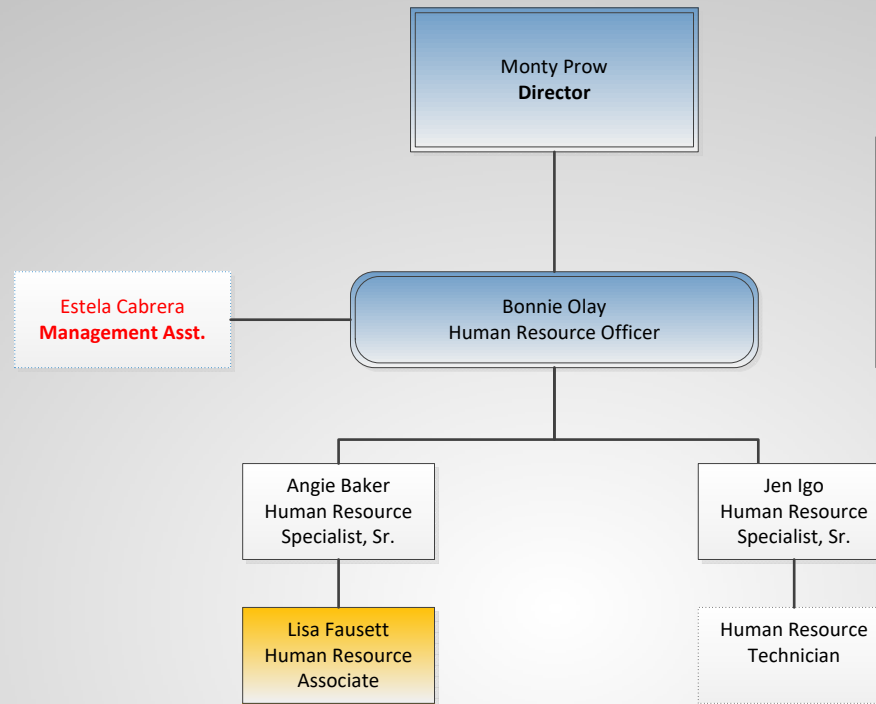 Monty Prow
Director
Estela Cabrera
Management Asst.
Bonnie Olay
Human Resource Officer
Angie Baker
Human Resource
Specialist, Sr.
Jen Igo
Human Resource
Specialist, Sr.
Lisa Fausett
Human Resource
Associate
Human Resource
Technician